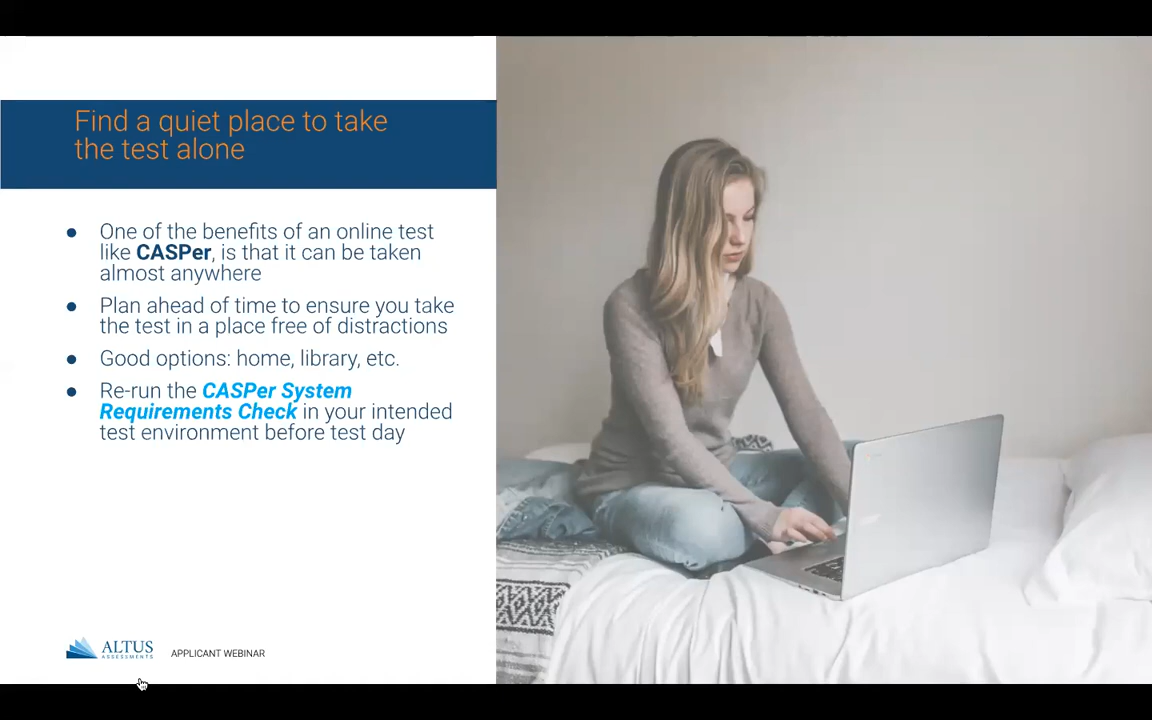 Find a quiet place to take
the test alone
● One of the benefits of an online test
like CASPer, is that it can be taken
almost anywhere
● Plan ahead of time to ensure you take
the test in a place free of distractions
● Good options: home, library, etc.
● Re-run the CASPer System
Requirements Check in your intended
test environment before test day
ALTUS
ASSESSMENTS
APPLICANT WEBINAR